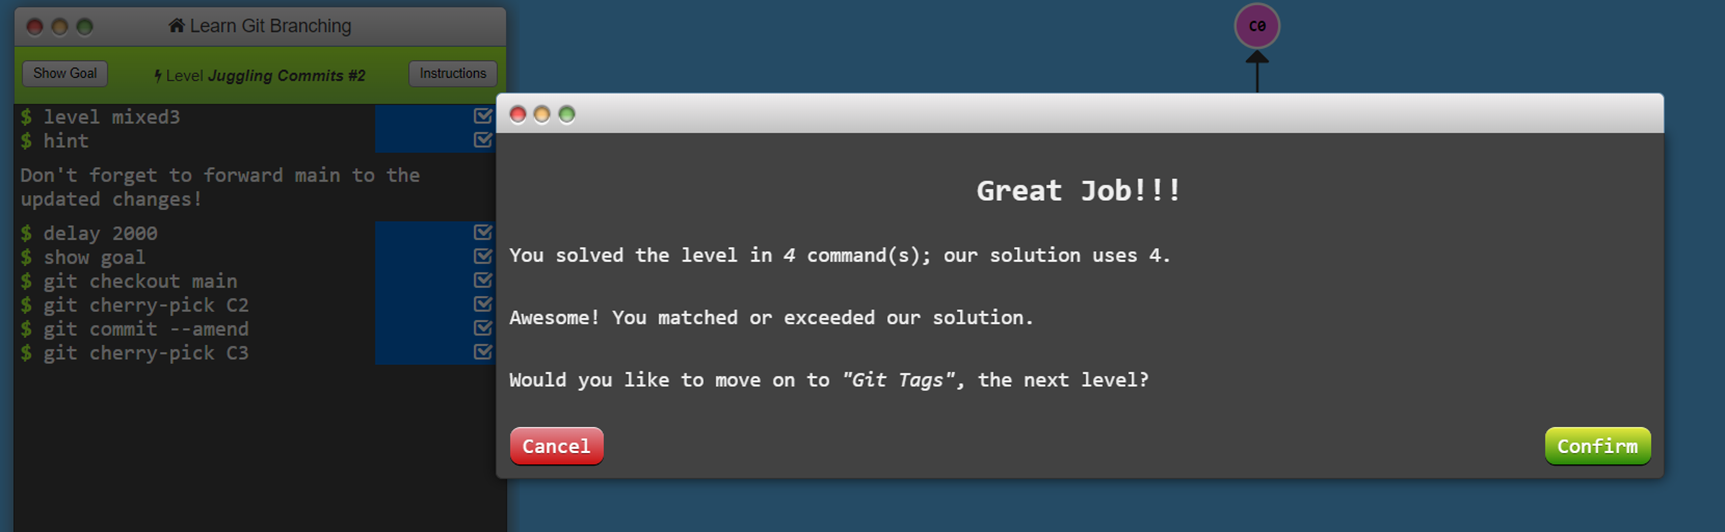 Learn Git Branching
Show Goal
Level Juggling Commits #2
Instructions
$ level mixed3
$ hint
Don't forget to forward main to the
updated changes!
$ delay 2000
$ show goal
$ git checkout main
$ git cherry-pick C2
$ git commit --amend
$ git cherry-pick C3
C0
Great Job!!!
You solved the level in 4 command(s); our solution uses 4.
Awesome! You matched or exceeded our solution.
Would you like to move on to "Git Tags", the next level?
Cancel
Confirm